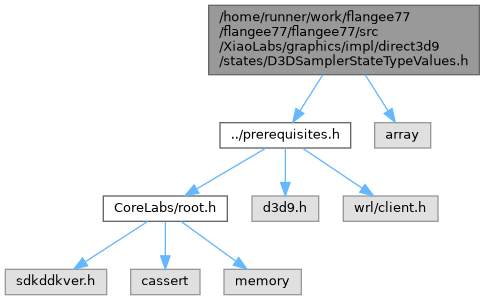 /home/runner/work/flangee77
/flangee77/flangee77/src
/XiaoLabs/graphics/impl/direct3d9
/states/D3DSamplerStateTypeValues.h
../prerequisites.h
array
CoreLabs/root.h
d3d9.h
wrl/client.h
sdkddkver.h
cassert
memory